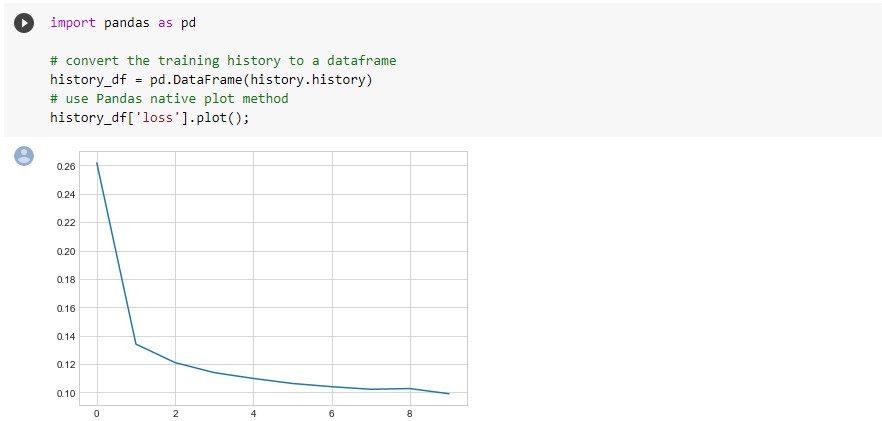 import pandas as pd
# convert the training history to a dataframe
history_df = pd.DataFrame(history.history)
# use Pandas native plot method
history_df['loss'].plot();
0.26
0.24
0.22
0.20
0.18
0.16
0.14
0.12
0.10
0 2 4 6 8